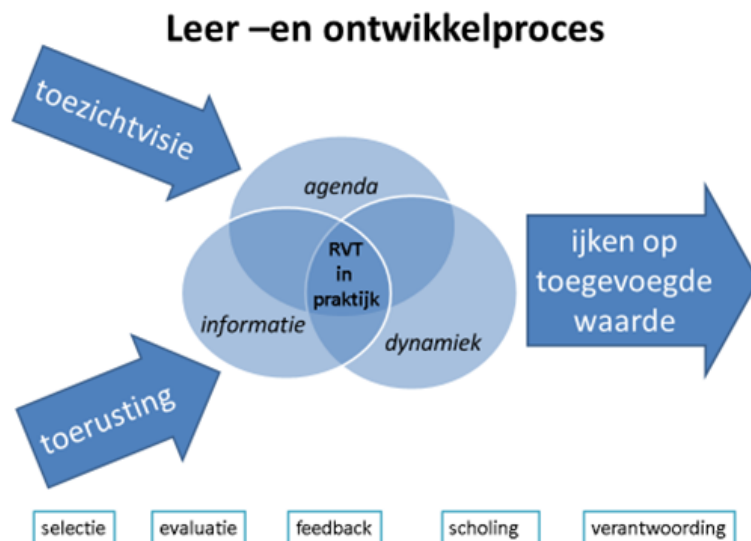 Leer –en ontwikkelproces
toezichtvisie
agenda
RVT
in
praktijk
informatie
dynamiek
ijken op
toegevoegde
waarde
toerusting
selectie
evaluatie
feedback
scholing
verantwoording